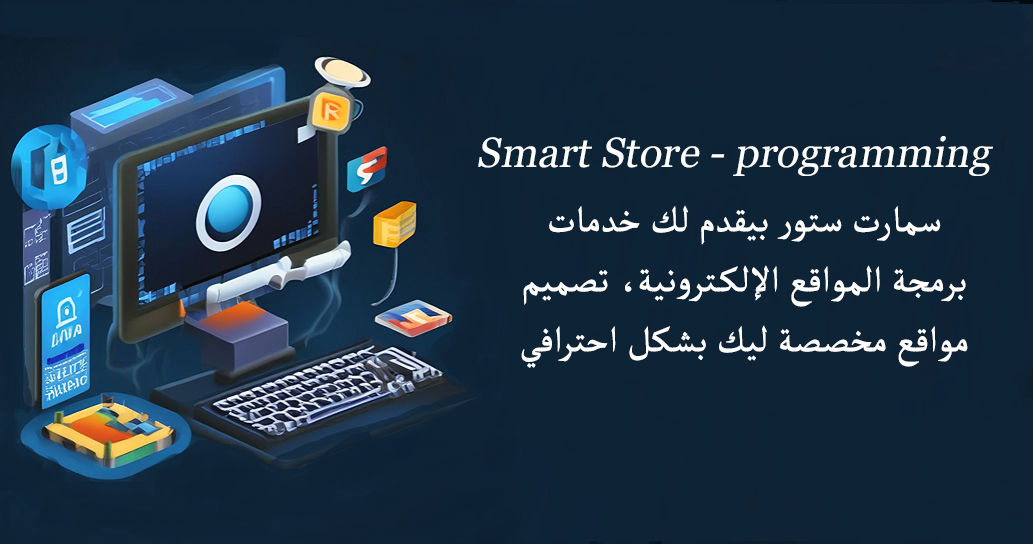 Smart Store - programming
سمارت ستور بيقدم لك خدمات
برمجة المواقع الإلكترونية، تصميم
مواقع مخصصة ليك بشكل احترافي